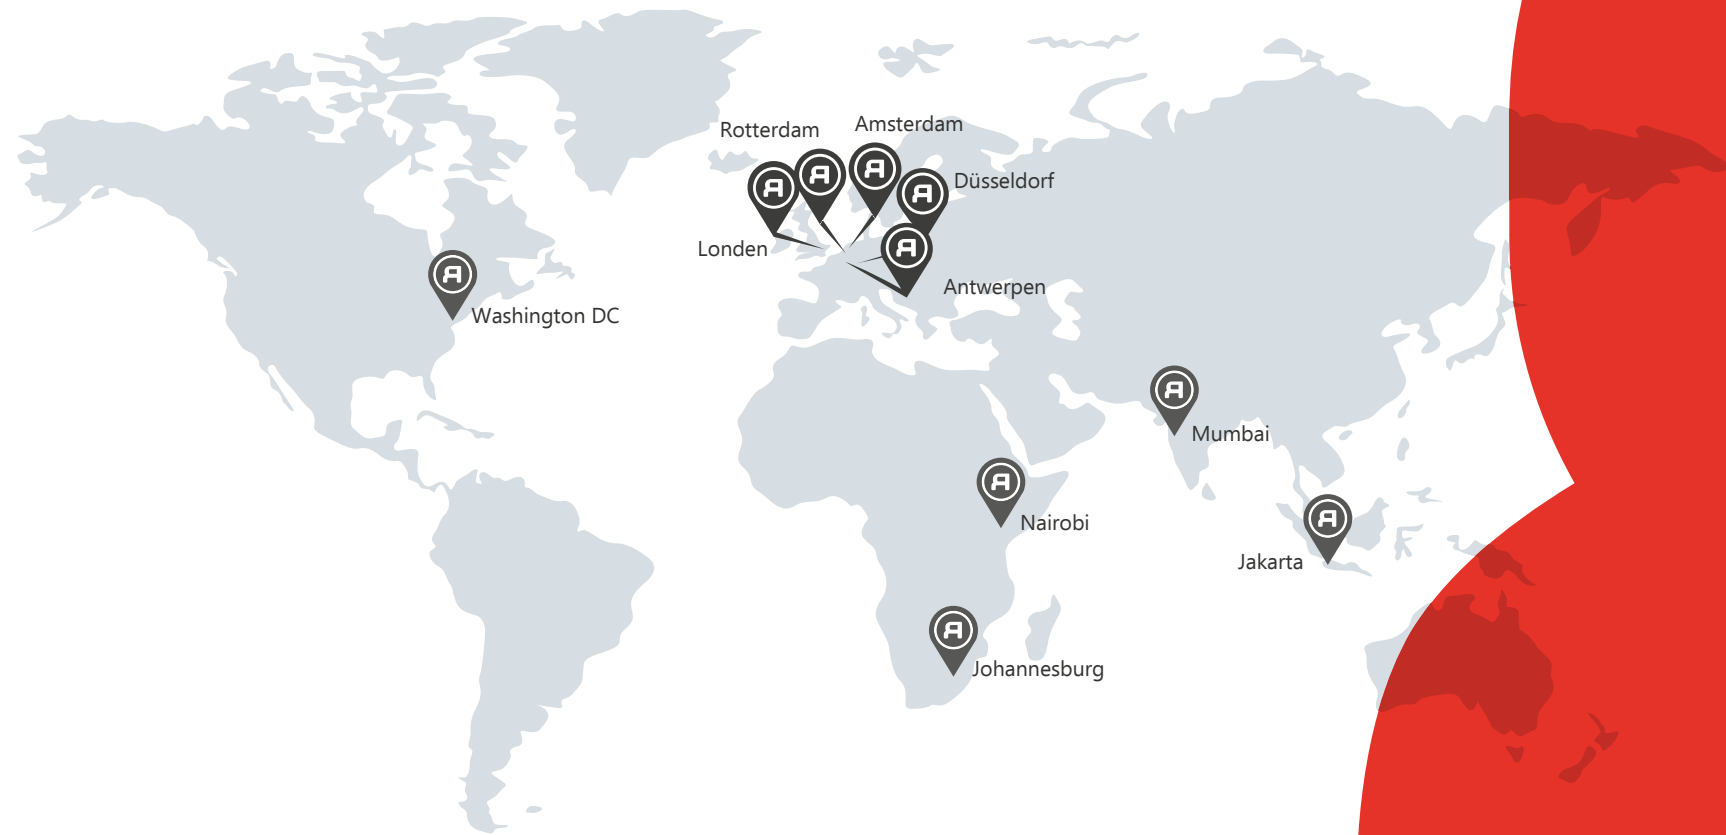 Rotterdam
Amsterdam
Düsseldorf
Londen
Antwerpen
Washington DC
Mumbai
Nairobi
Jakarta
Johannesburg